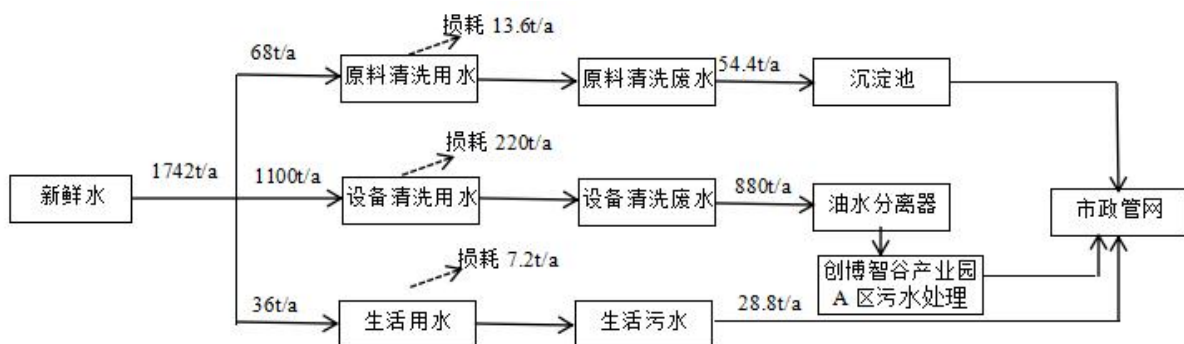 损耗 13.6t/a
68t/a
原料清洗用水
原料清洗废水
54.4t/a
沉淀池
损耗 220t/a
新鲜水
1742t/a
1100t/a
设备清洗用水
设备清洗废水
880t/a
油水分离器
市政管网
损耗 7.2t/a
创博智谷产业园
A 区污水处理
36t/a
生活用水
生活污水
28.8t/a